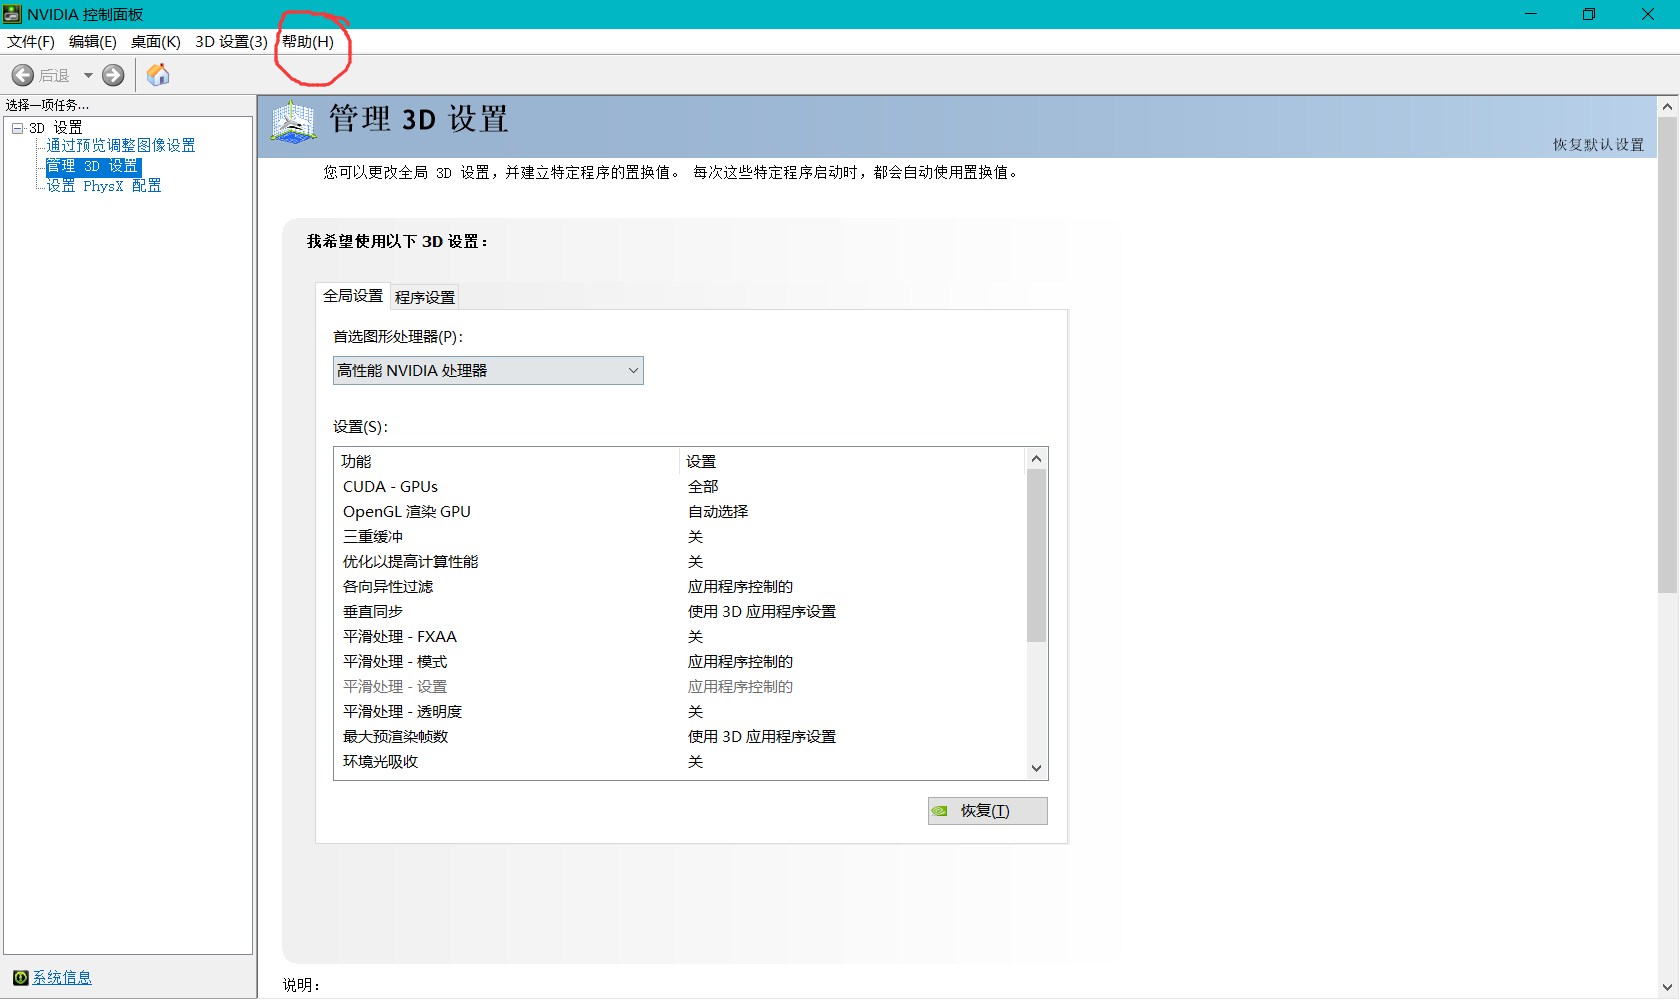 NVIDIA 控制面板
文件(F) 编辑(E) 桌面(K) 3D 设置(3) 帮助(H)
后退
选择一项任务...
3D 设置
通过预览调整图像设置
管理 3D 设置
设置 PhysX 配置
系统信息
管理 3D 设置
恢复默认设置
您可以更改全局 3D 设置，并建立特定程序的置换值。 每次这些特定程序启动时，都会自动使用置换值。
我希望使用以下 3D 设置：
全局设置 程序设置
首选图形处理器(P)：
高性能 NVIDIA 处理器
设置(S)：
功能 设置
CUDA - GPUs 全部
OpenGL 渲染 GPU 自动选择
三重缓冲 关
优化以提高计算性能 关
各向异性过滤 应用程序控制的
垂直同步 使用 3D 应用程序设置
平滑处理 - FXAA 关
平滑处理 - 模式 应用程序控制的
平滑处理 - 设置 应用程序控制的
平滑处理 - 透明度 关
最大预渲染帧数 使用 3D 应用程序设置
环境光吸收 关
恢复(T)
说明：